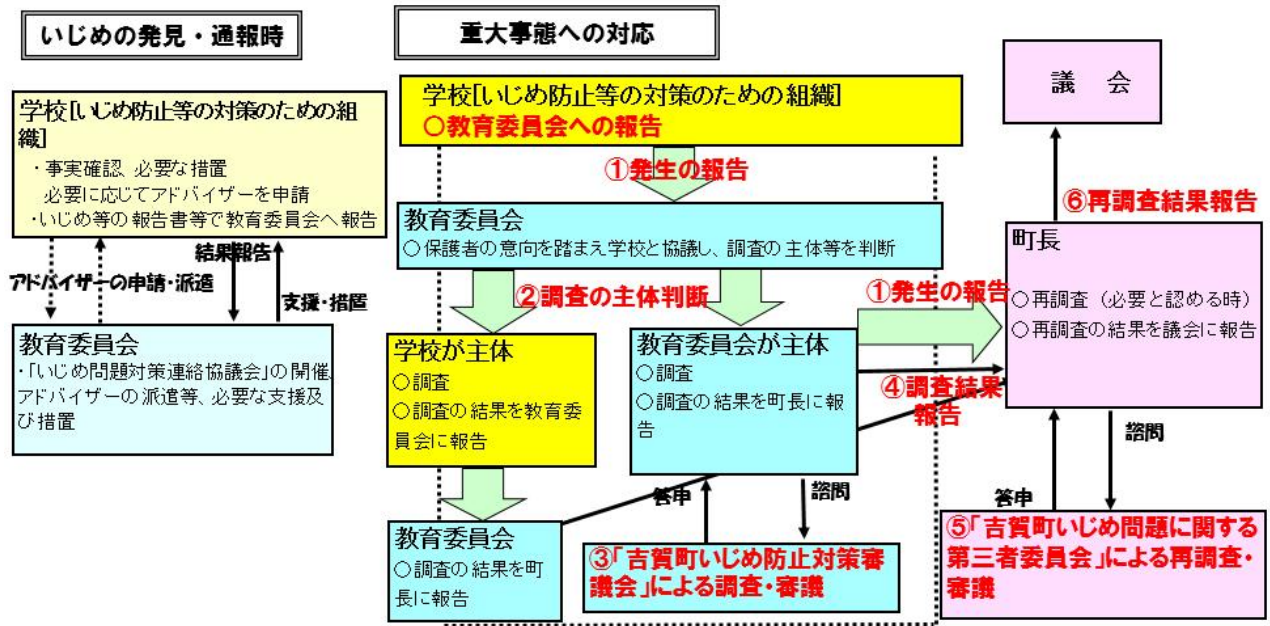 いじめの発見・通報時
学校[いじめ防止等の対策のための組
織]
・事実確認、必要な措置
必要に応じてアドバイザーを申請
・いじめ等の報告書等で教育委員会へ報告
結果報告
アドバイザーの申請・派遣
支援・措置
教育委員会
・「いじめ問題対策連絡協議会」の開催、
アドバイザーの派遣等、必要な支援及
び措置
重大事態への対応
学校[いじめ防止等の対策のための組織]
○教育委員会への報告
①発生の報告
教育委員会
○保護者の意向を踏まえ学校と協議し、調査の主体等を判断
②調査の主体判断
学校が主体
○調査
○調査の結果を教育委
員会に報告
教育委員会
○調査の結果を町
長に報告
教育委員会が主体
○調査
○調査の結果を町長に報
告
答申
諮問
③「吉賀町いじめ防止対策審
議会」による調査・審議
①発生の報告
④調査結果
報告
議　会
⑥再調査結果報告
町長
○再調査（必要と認める時）
○再調査の結果を議会に報告
答申
諮問
⑤「吉賀町いじめ問題に関する
第三者委員会」による再調査・
審議